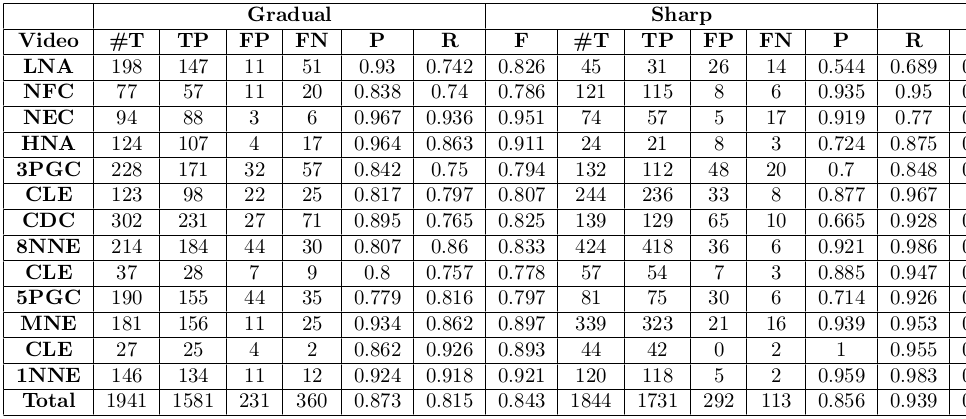 Gradual Sharp
Video #T TP FP FN P R F #T TP FP FN P R
LNA 198 147 11 51 0.93 0.742 0.826 45 31 26 14 0.544 0.689
NFC 77 57 11 20 0.838 0.74 0.786 121 115 8 6 0.935 0.95
NEC 94 88 3 6 0.967 0.936 0.951 74 57 5 17 0.919 0.77
HNA 124 107 4 17 0.964 0.863 0.911 24 21 8 3 0.724 0.875
3PGC 228 171 32 57 0.842 0.75 0.794 132 112 48 20 0.7 0.848
CLE 123 98 22 25 0.817 0.797 0.807 244 236 33 8 0.877 0.967
CDC 302 231 27 71 0.895 0.765 0.825 139 129 65 10 0.665 0.928
8NNE 214 184 44 30 0.807 0.86 0.833 424 418 36 6 0.921 0.986
CLE 37 28 7 9 0.8 0.757 0.778 57 54 7 3 0.885 0.947
5PGC 190 155 44 35 0.779 0.816 0.797 81 75 30 6 0.714 0.926
MNE 181 156 11 25 0.934 0.862 0.897 339 323 21 16 0.939 0.953
CLE 27 25 4 2 0.862 0.926 0.893 44 42 0 2 1 0.955
1NNE 146 134 11 12 0.924 0.918 0.921 120 118 5 2 0.959 0.983
Total 1941 1581 231 360 0.873 0.815 0.843 1844 1731 292 113 0.856 0.939